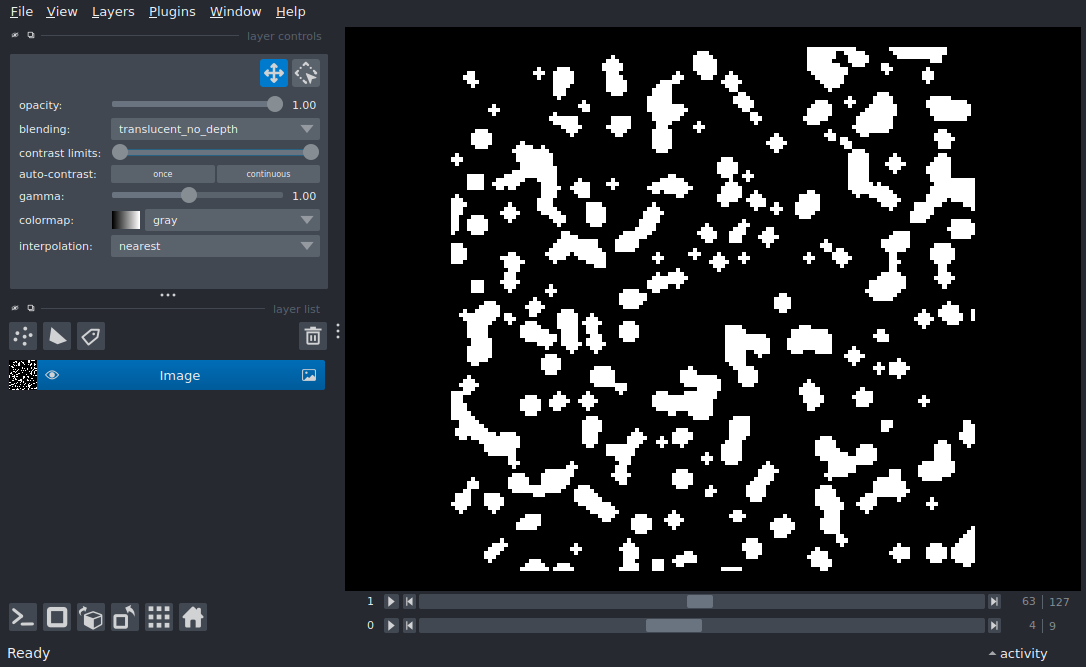 File View Layers Plugins Window Help
layer controls
opacity: 1.00
blending: translucent_no_depth
contrast limits:
auto-contrast: once continuous
gamma: 1.00
colormap: gray
interpolation: nearest
layer list
Image
1 63 127
0 4 9
Ready activity